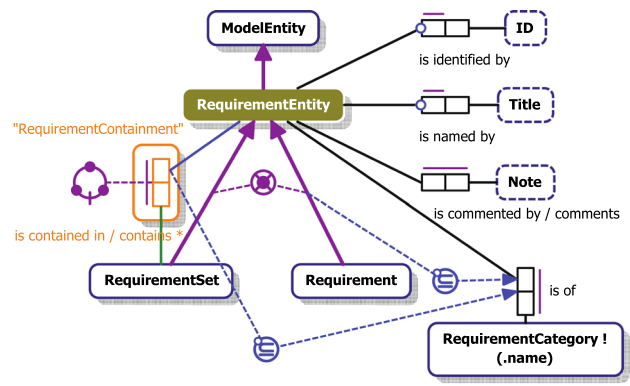 ModelEntity
ID
is identified by
RequirementEntity
Title
"RequirementContainment"
is named by
Note
is commented by / comments
is contained in / contains *
RequirementSet
Requirement
is of
RequirementCategory !
(.name)